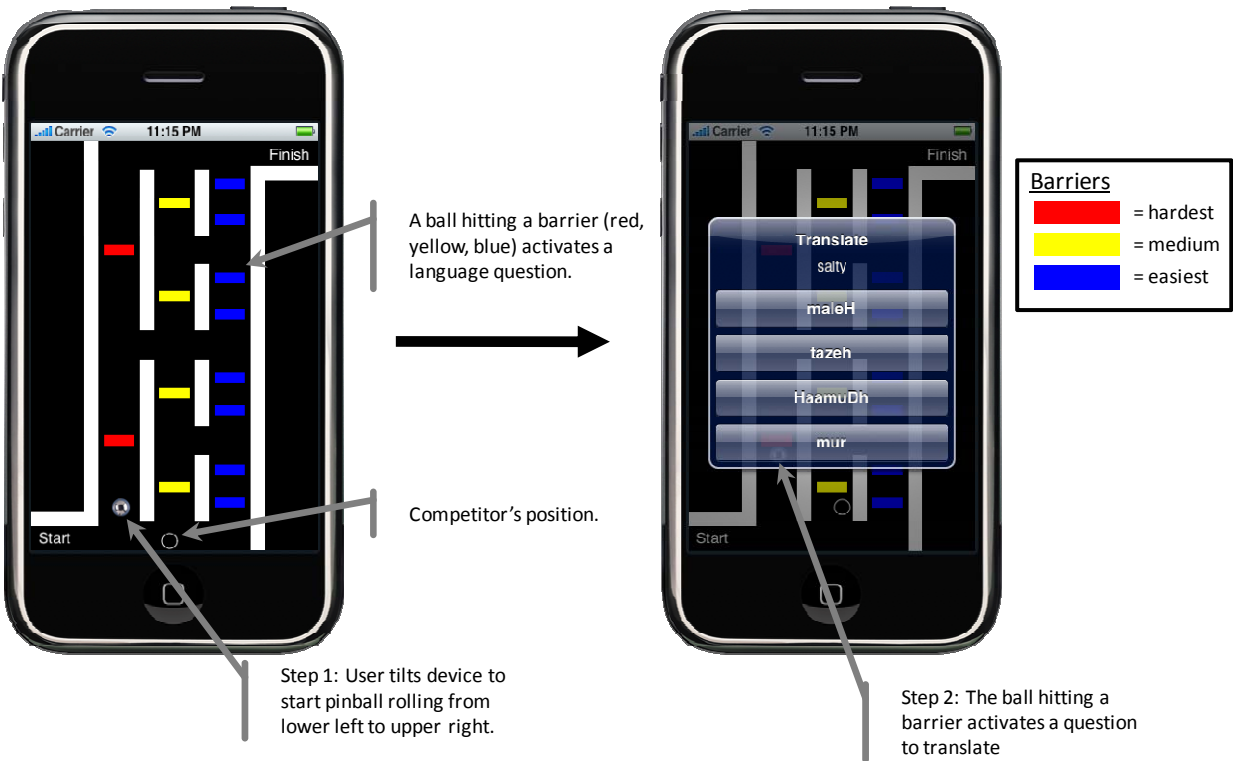 Carrier 11:15 PM
Finish
Start
A ball hitting a barrier (red,
yellow, blue) activates a
language question.
Competitor's position.
Step 1: User tilts device to
start pinball rolling from
lower left to upper right.
Carrier 11:15 PM
Finish
Translate
salty
maleH
tazeh
HaamuDh
mur
Start
Step 2: The ball hitting a
barrier activates a question
to translate
Barriers
= hardest
= medium
= easiest